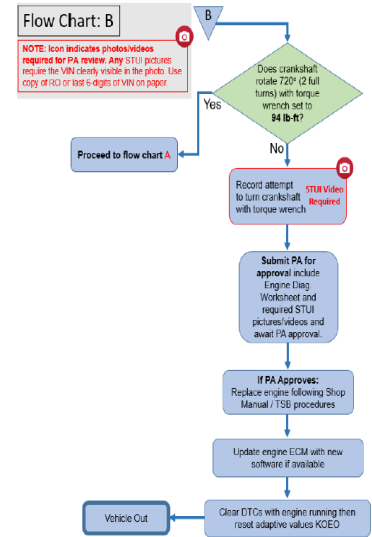 Flow Chart: B
NOTE: Icon indicates photos/videos
required for PA review. Any STUI pictures
require the VIN clearly visible in the photo. Use
copy of RO or last 6-digits of VIN on paper.
B
Does crankshaft
rotate 720° (2 full
turns) with torque
wrench set to
94 lb-ft?
Yes
No
Proceed to flow chart A
Record attempt
to turn crankshaft
with torque wrench
STUI Video
Required
Submit PA for
approval include
Engine Diag.
Worksheet and
required STUI
pictures/videos and
await PA approval.
If PA Approves:
Replace engine following Shop
Manual / TSB procedures
Update engine ECM with new
software if available
Clear DTCs with engine running then
reset adaptive values KOEO
Vehicle Out